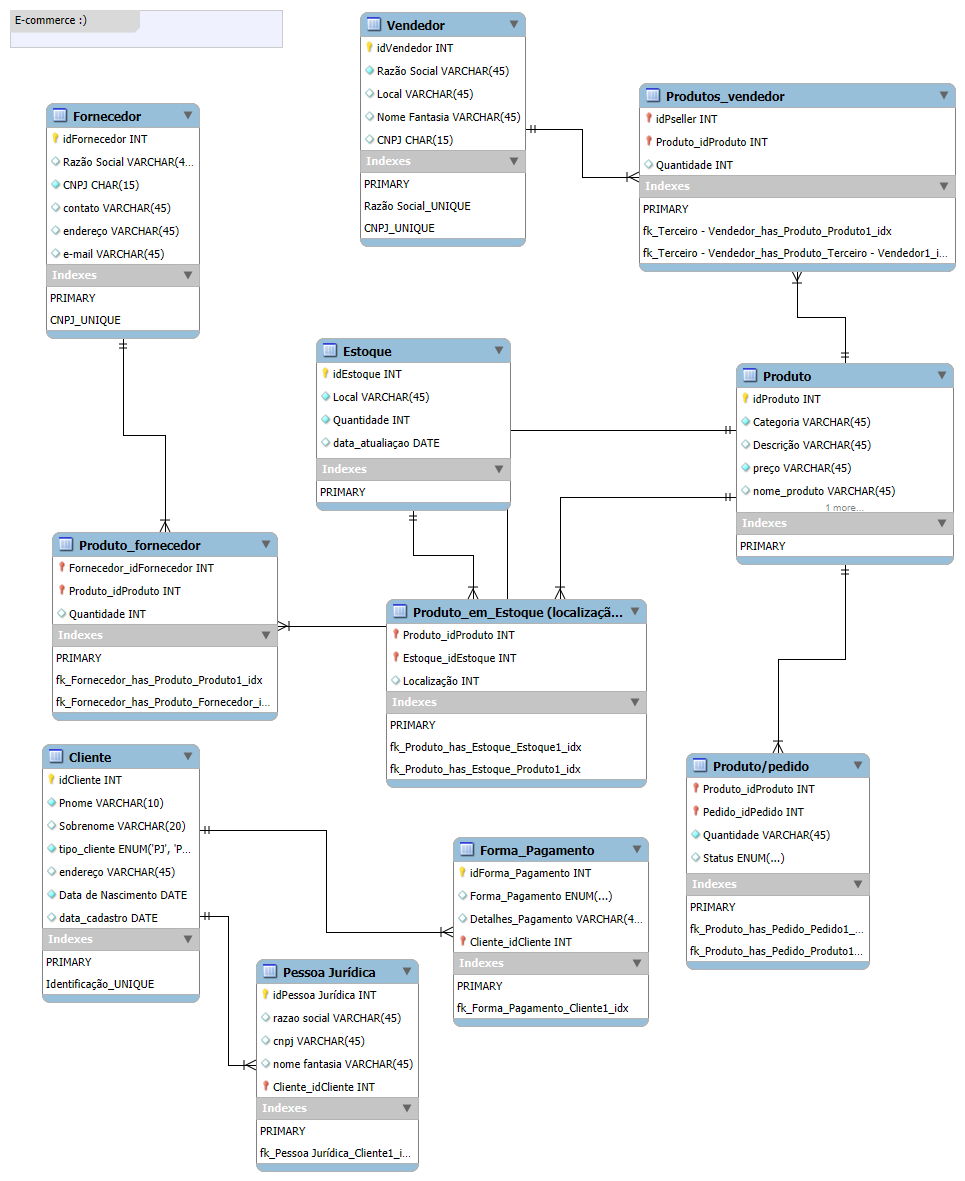 E-commerce :)
Vendedor
idVendedor INT
Razão Social VARCHAR(45)
Local VARCHAR(45)
Nome Fantasia VARCHAR(45)
CNPJ CHAR(15)
Indexes
PRIMARY
Razao Social_UNIQUE
CNPJ_UNIQUE
Produtos_vendedor
idPseller INT
Produto_idProduto INT
Quantidade INT
Indexes
PRIMARY
fk_Terceiro - Vendedor_has_Produto_Produto1_idx
fk_Terceiro - Vendedor_has_Produto_Terceiro - Vendedor1_i...
Fornecedor
idFornecedor INT
Razão Social VARCHAR(4...
CNPJ CHAR(15)
contato VARCHAR(45)
endereço VARCHAR(45)
e-mail VARCHAR(45)
Indexes
PRIMARY
CNPJ_UNIQUE
Estoque
idEstoque INT
Local VARCHAR(45)
Quantidade INT
data_atualiaçao DATE
Indexes
PRIMARY
Produto
idProduto INT
Categoria VARCHAR(45)
Descrição VARCHAR(45)
preço VARCHAR(45)
nome_produto VARCHAR(45)
1 more...
Indexes
PRIMARY
Produto_fornecedor
Fornecedor_idFornecedor INT
Produto_idProduto INT
Quantidade INT
Indexes
PRIMARY
fk_Fornecedor_has_Produto_Produto1_idx
fk_Fornecedor_has_Produto_Fornecedor_i...
Produto_em_Estoque (localizaçã...
Produto_idProduto INT
Estoque_idEstoque INT
Localização INT
Indexes
PRIMARY
fk_Produto_has_Estoque_Estoque1_idx
fk_Produto_has_Estoque_Produto1_idx
Cliente
idCliente INT
Pnome VARCHAR(10)
Sobrenome VARCHAR(20)
tipo_cliente ENUM('PJ', 'P...
endereço VARCHAR(45)
Data de Nascimento DATE
data_cadastro DATE
Indexes
PRIMARY
Identificação_UNIQUE
Produto/pedido
Produto_idProduto INT
Pedido_idPedido INT
Quantidade VARCHAR(45)
Status ENUM(...)
Indexes
PRIMARY
fk_Produto_has_Pedido_Pedido1_...
fk_Produto_has_Pedido_Produto1...
Forma_Pagamento
idForma_Pagamento INT
Forma_Pagamento ENUM(...)
Detalhes_Pagamento VARCHAR(4...
Cliente_idCliente INT
Indexes
PRIMARY
fk_Forma_Pagamento_Cliente1_idx
Pessoa Jurídica
idPessoa Jurídica INT
razao social VARCHAR(45)
cnpj VARCHAR(45)
nome fantasia VARCHAR(45)
Cliente_idCliente INT
Indexes
PRIMARY
fk_Pessoa Jurídica_Cliente1_i...